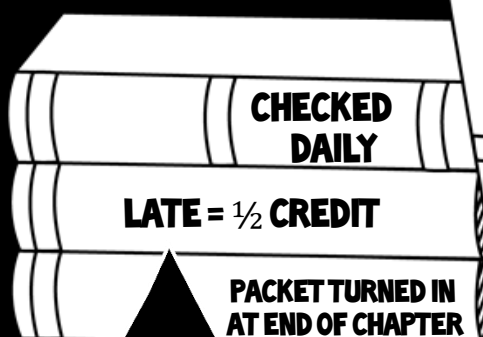 CHECKED
DAILY
LATE = ½ CREDIT
PACKET TURNED IN
AT END OF CHAPTER